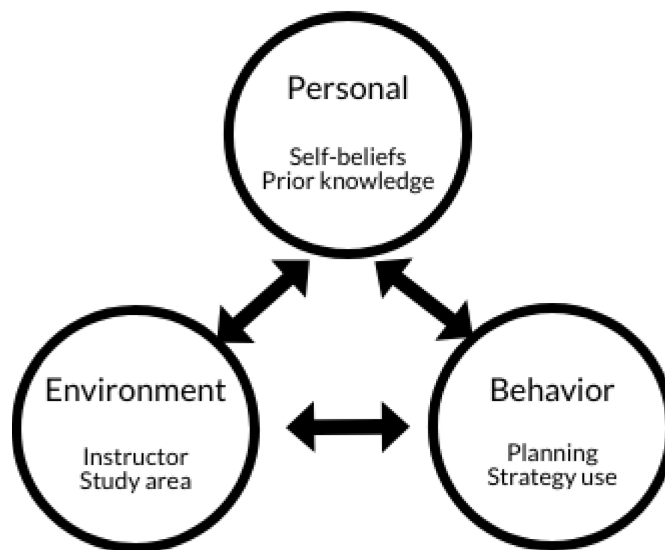 Personal
Self-beliefs
Prior knowledge
Environment
Instructor
Study area
Behavior
Planning
Strategy use